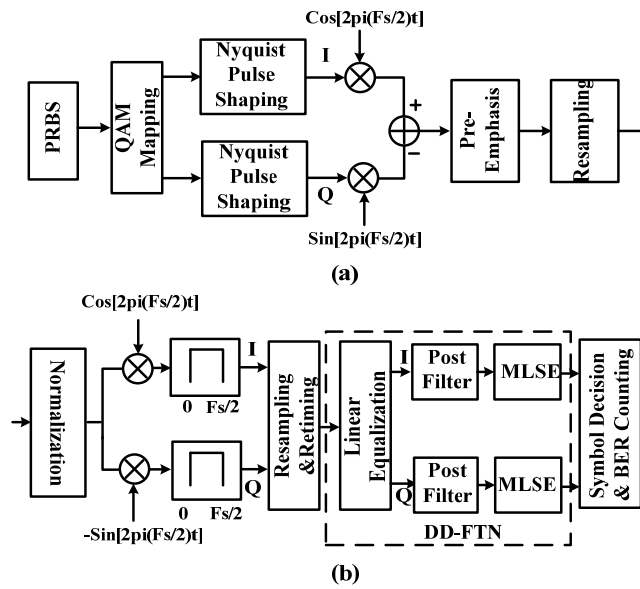 Cos[2pi(Fs/2)t]
PRBS
QAM
Mapping
Nyquist
Pulse
Shaping
I
Nyquist
Pulse
Shaping
Q
Sin[2pi(Fs/2)t]
+
−
Pre-
Emphasis
Resampling
(a)
Cos[2pi(Fs/2)t]
Normalization
-Sin[2pi(Fs/2)t]
0 Fs/2
I
0 Fs/2
Q
Resampling
&Retiming
Linear
Equalization
I
Post
Filter
MLSE
Q
Post
Filter
MLSE
DD-FTN
Symbol Decision
& BER Counting
(b)